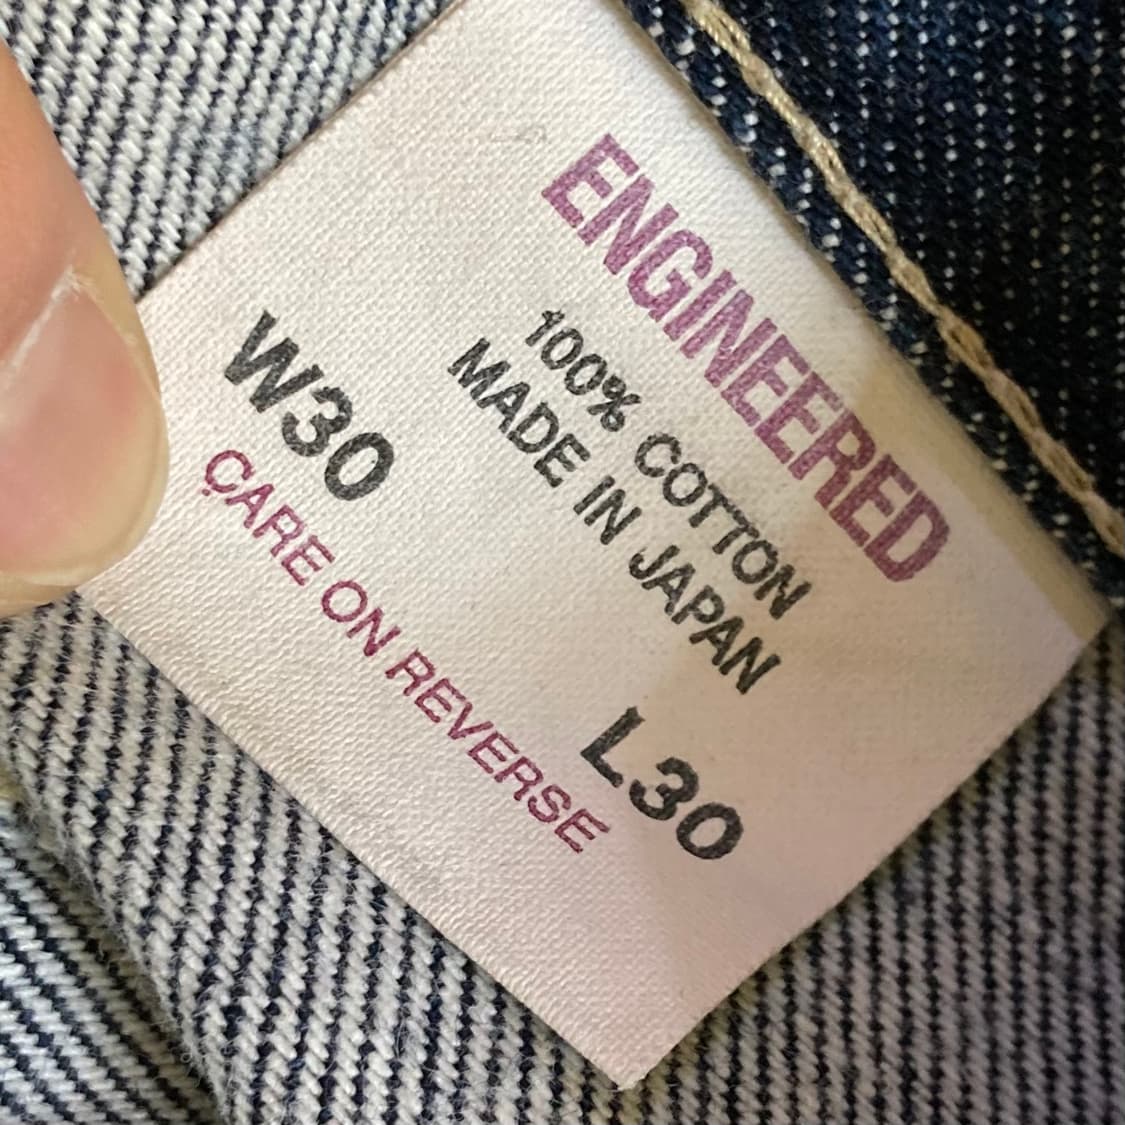 ENGINEERED
100% COTTON
MADE IN JAPAN
W30 L30
CARE ON REVERSE